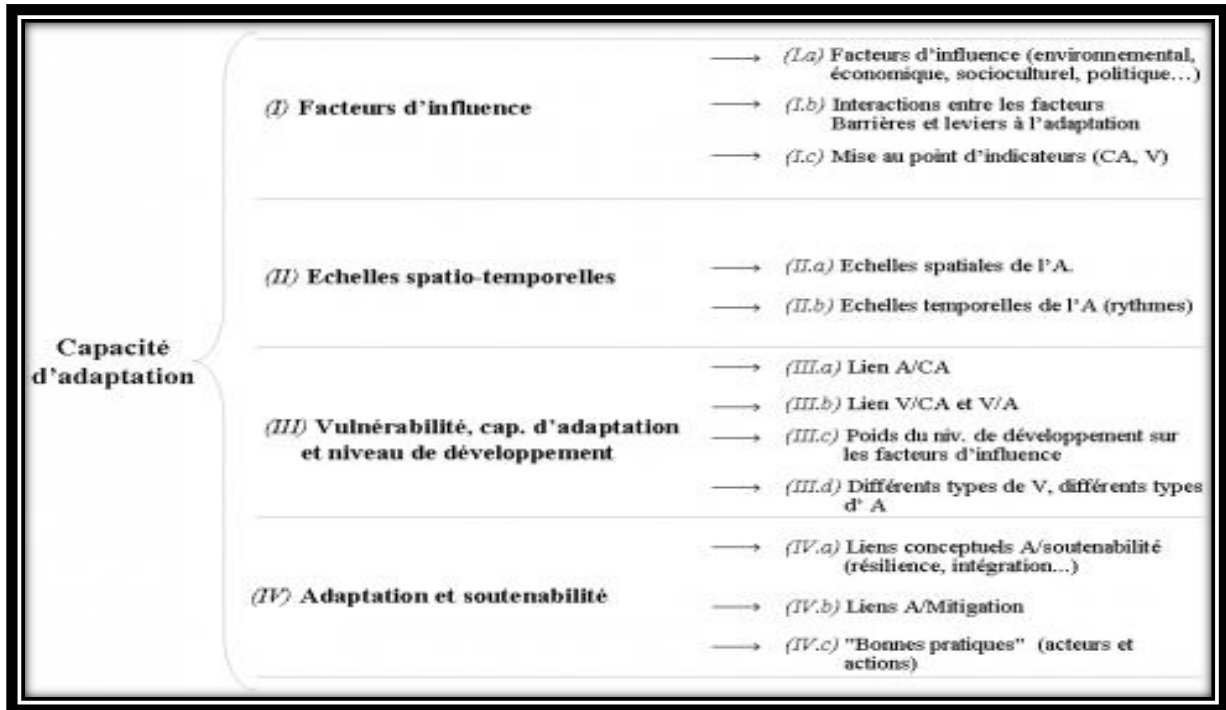 Capacité
d'adaptation
(I) Facteurs d'influence
(I.a) Facteurs d'influence (environnemental,
économique, socioculturel, politique…)
(I.b) Interactions entre les facteurs
Barrières et leviers à l'adaptation
(I.c) Mise au point d'indicateurs (CA, V)
(II) Echelles spatio-temporelles
(II.a) Echelles spatiales de l'A.
(II.b) Echelles temporelles de l'A (rythmes)
(III) Vulnérabilité, cap. d'adaptation
et niveau de développement
(III.a) Lien A/CA
(III.b) Lien V/CA et V/A
(III.c) Poids du niv. de développement sur
les facteurs d'influence
(III.d) Différents types de V, différents types
d' A
(IV) Adaptation et soutenabilité
(IV.a) Liens conceptuels A/soutenabilité
(résilience, intégration...)
(IV.b) Liens A/Mitigation
(IV.c) "Bonnes pratiques" (acteurs et
actions)